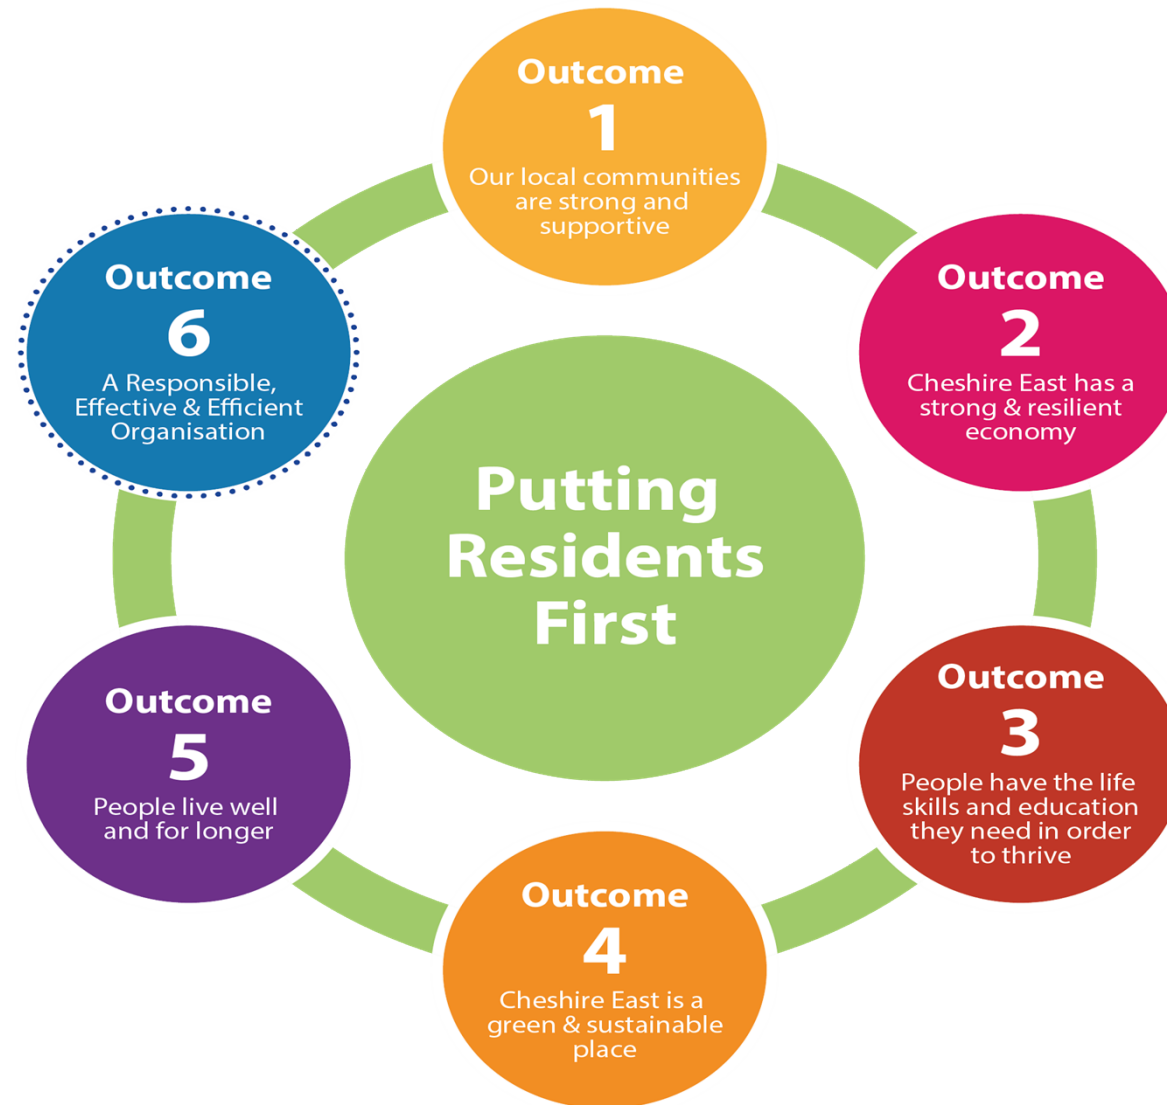 Outcome
1
Our local communities
are strong and
supportive
Outcome
2
Cheshire East has a
strong & resilient
economy
Outcome
3
People have the life
skills and education
they need in order
to thrive
Outcome
4
Cheshire East is a
green & sustainable
place
Outcome
5
People live well
and for longer
Outcome
6
A Responsible,
Effective & Efficient
Organisation
Putting
Residents
First